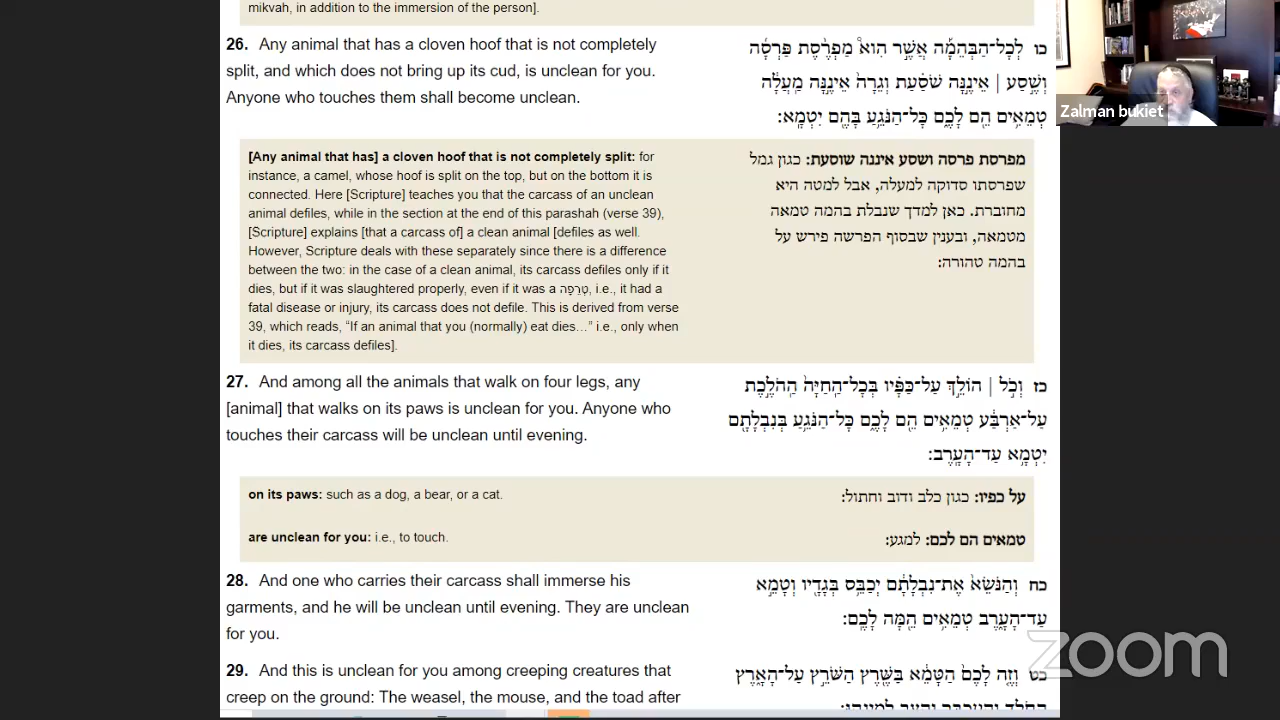 mikvah, in addition to the immersion of the person].
26. Any animal that has a cloven hoof that is not completely
split, and which does not bring up its cud, is unclean for you.
Anyone who touches them shall become unclean.
כו לְכׇל־הַבְּהֵמָ֡ה אֲשֶׁ֣ר הִוא֩ מַפְרֶ֨סֶת פַּרְסָ֜ה
וְשֶׁ֣סַע | אֵינֶ֣נָּה שֹׁסַ֗עַת וְגֵרָה֙ אֵינֶ֣נָּה מַֽעֲלָ֔ה
טְמֵאִ֥ים הֵ֖ם לָכֶ֑ם כׇּל־הַנֹּגֵ֥עַ בָּהֶ֖ם יִטְמָֽא:
[Any animal that has] a cloven hoof that is not completely split: for
instance, a camel, whose hoof is split on the top, but on the bottom it is
connected. Here [Scripture] teaches you that the carcass of an unclean
animal defiles, while in the section at the end of this parashah (verse 39),
[Scripture] explains [that a carcass of] a clean animal [defiles as well.
However, Scripture deals with these separately since there is a difference
between the two: in the case of a clean animal, its carcass defiles only if it
dies, but if it was slaughtered properly, even if it was a טְרֵפָה, i.e., it had a
fatal disease or injury, its carcass does not defile. This is derived from verse
39, which reads, “If an animal that you (normally) eat dies…” i.e., only when
it dies, its carcass defiles].
מפרסת פרסה ושסע איננה שוסעת: כגון גמל
שפרסתו סדוקה למעלה, אבל למטה היא
מחוברת. כאן למדך שנבלת בהמה טמאה
מטמאה, ובענין שבסוף הפרשה פירש על
בהמה טהורה:
27. And among all the animals that walk on four legs, any
[animal] that walks on its paws is unclean for you. Anyone who
touches their carcass will be unclean until evening.
כז וְכֹ֣ל | הוֹלֵ֣ךְ עַל־כַּפָּ֗יו בְּכׇל־הַֽחַיָּה֙ הַֽהֹלֶ֣כֶת
עַל־אַרְבַּ֔ע טְמֵאִ֥ים הֵ֖ם לָכֶ֑ם כׇּל־הַנֹּגֵ֥עַ בְּנִבְלָתָ֖ם
יִטְמָ֥א עַד־הָעָֽרֶב:
on its paws: such as a dog, a bear, or a cat.
על כפיו: כגון כלב ודוב וחתול:
are unclean for you: i.e., to touch.
טמאים הם לכם: למגע:
28. And one who carries their carcass shall immerse his
garments, and he will be unclean until evening. They are unclean
for you.
כח וְהַנֹּשֵׂא֙ אֶת־נִבְלָתָ֔ם יְכַבֵּ֥ס בְּגָדָ֖יו וְטָמֵ֣א
עַד־הָעָ֑רֶב טְמֵאִ֥ים הֵ֖מָּה לָכֶֽם:
29. And this is unclean for you among creeping creatures that
creep on the ground: The weasel, the mouse, and the toad after
כט וְזֶ֤ה לָכֶם֙ הַטָּמֵ֔א בַּשֶּׁ֖רֶץ הַשֹּׁרֵ֣ץ עַל־הָאָ֑רֶץ
Zalman bukiet
zoom